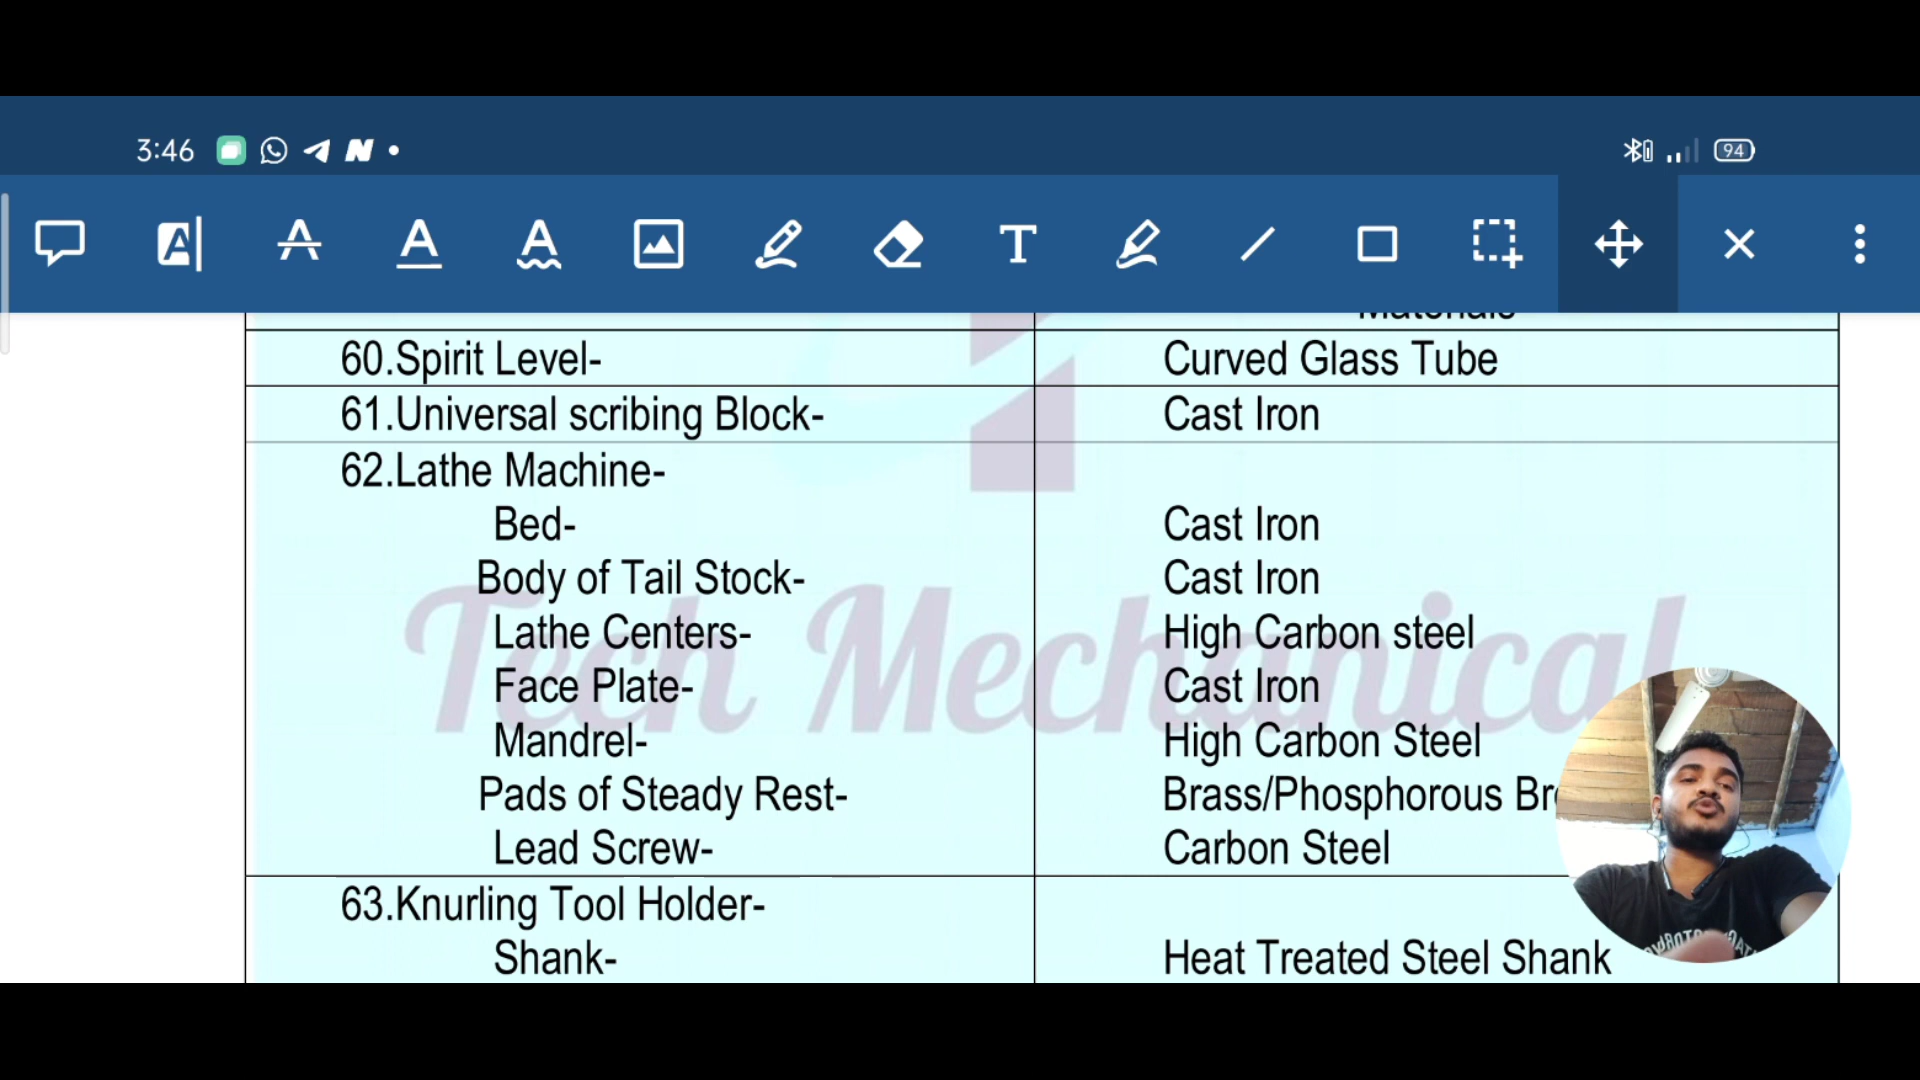 3:46
94
60.Spirit Level- Curved Glass Tube
61.Universal scribing Block- Cast Iron
62.Lathe Machine-
Bed- Cast Iron
Body of Tail Stock- Cast Iron
Lathe Centers- High Carbon steel
Face Plate- Cast Iron
Mandrel- High Carbon Steel
Pads of Steady Rest- Brass/Phosphorous
Lead Screw- Carbon Steel
63.Knurling Tool Holder-
Shank- Heat Treated Steel Shank
Tech Mechanical